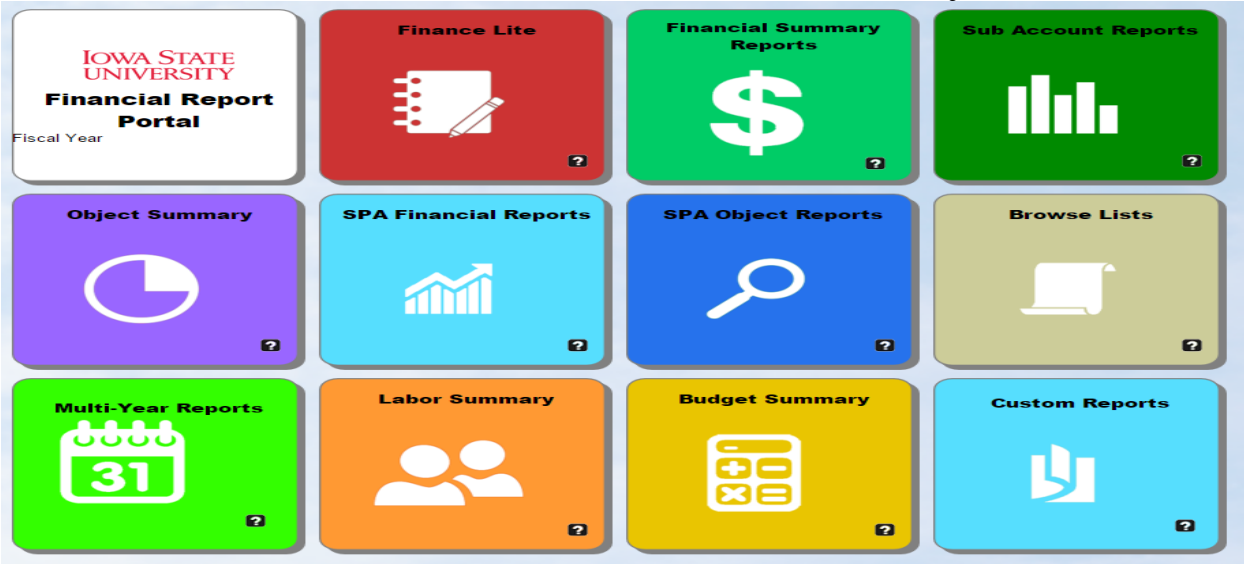 IOWA STATE
UNIVERSITY
Financial Report
Portal
Fiscal Year
Finance Lite
?
Financial Summary
Reports
$
?
Sub Account Reports
?
Object Summary
?
SPA Financial Reports
?
SPA Object Reports
?
Browse Lists
?
Multi-Year Reports
31
?
Labor Summary
?
Budget Summary
?
Custom Reports
?